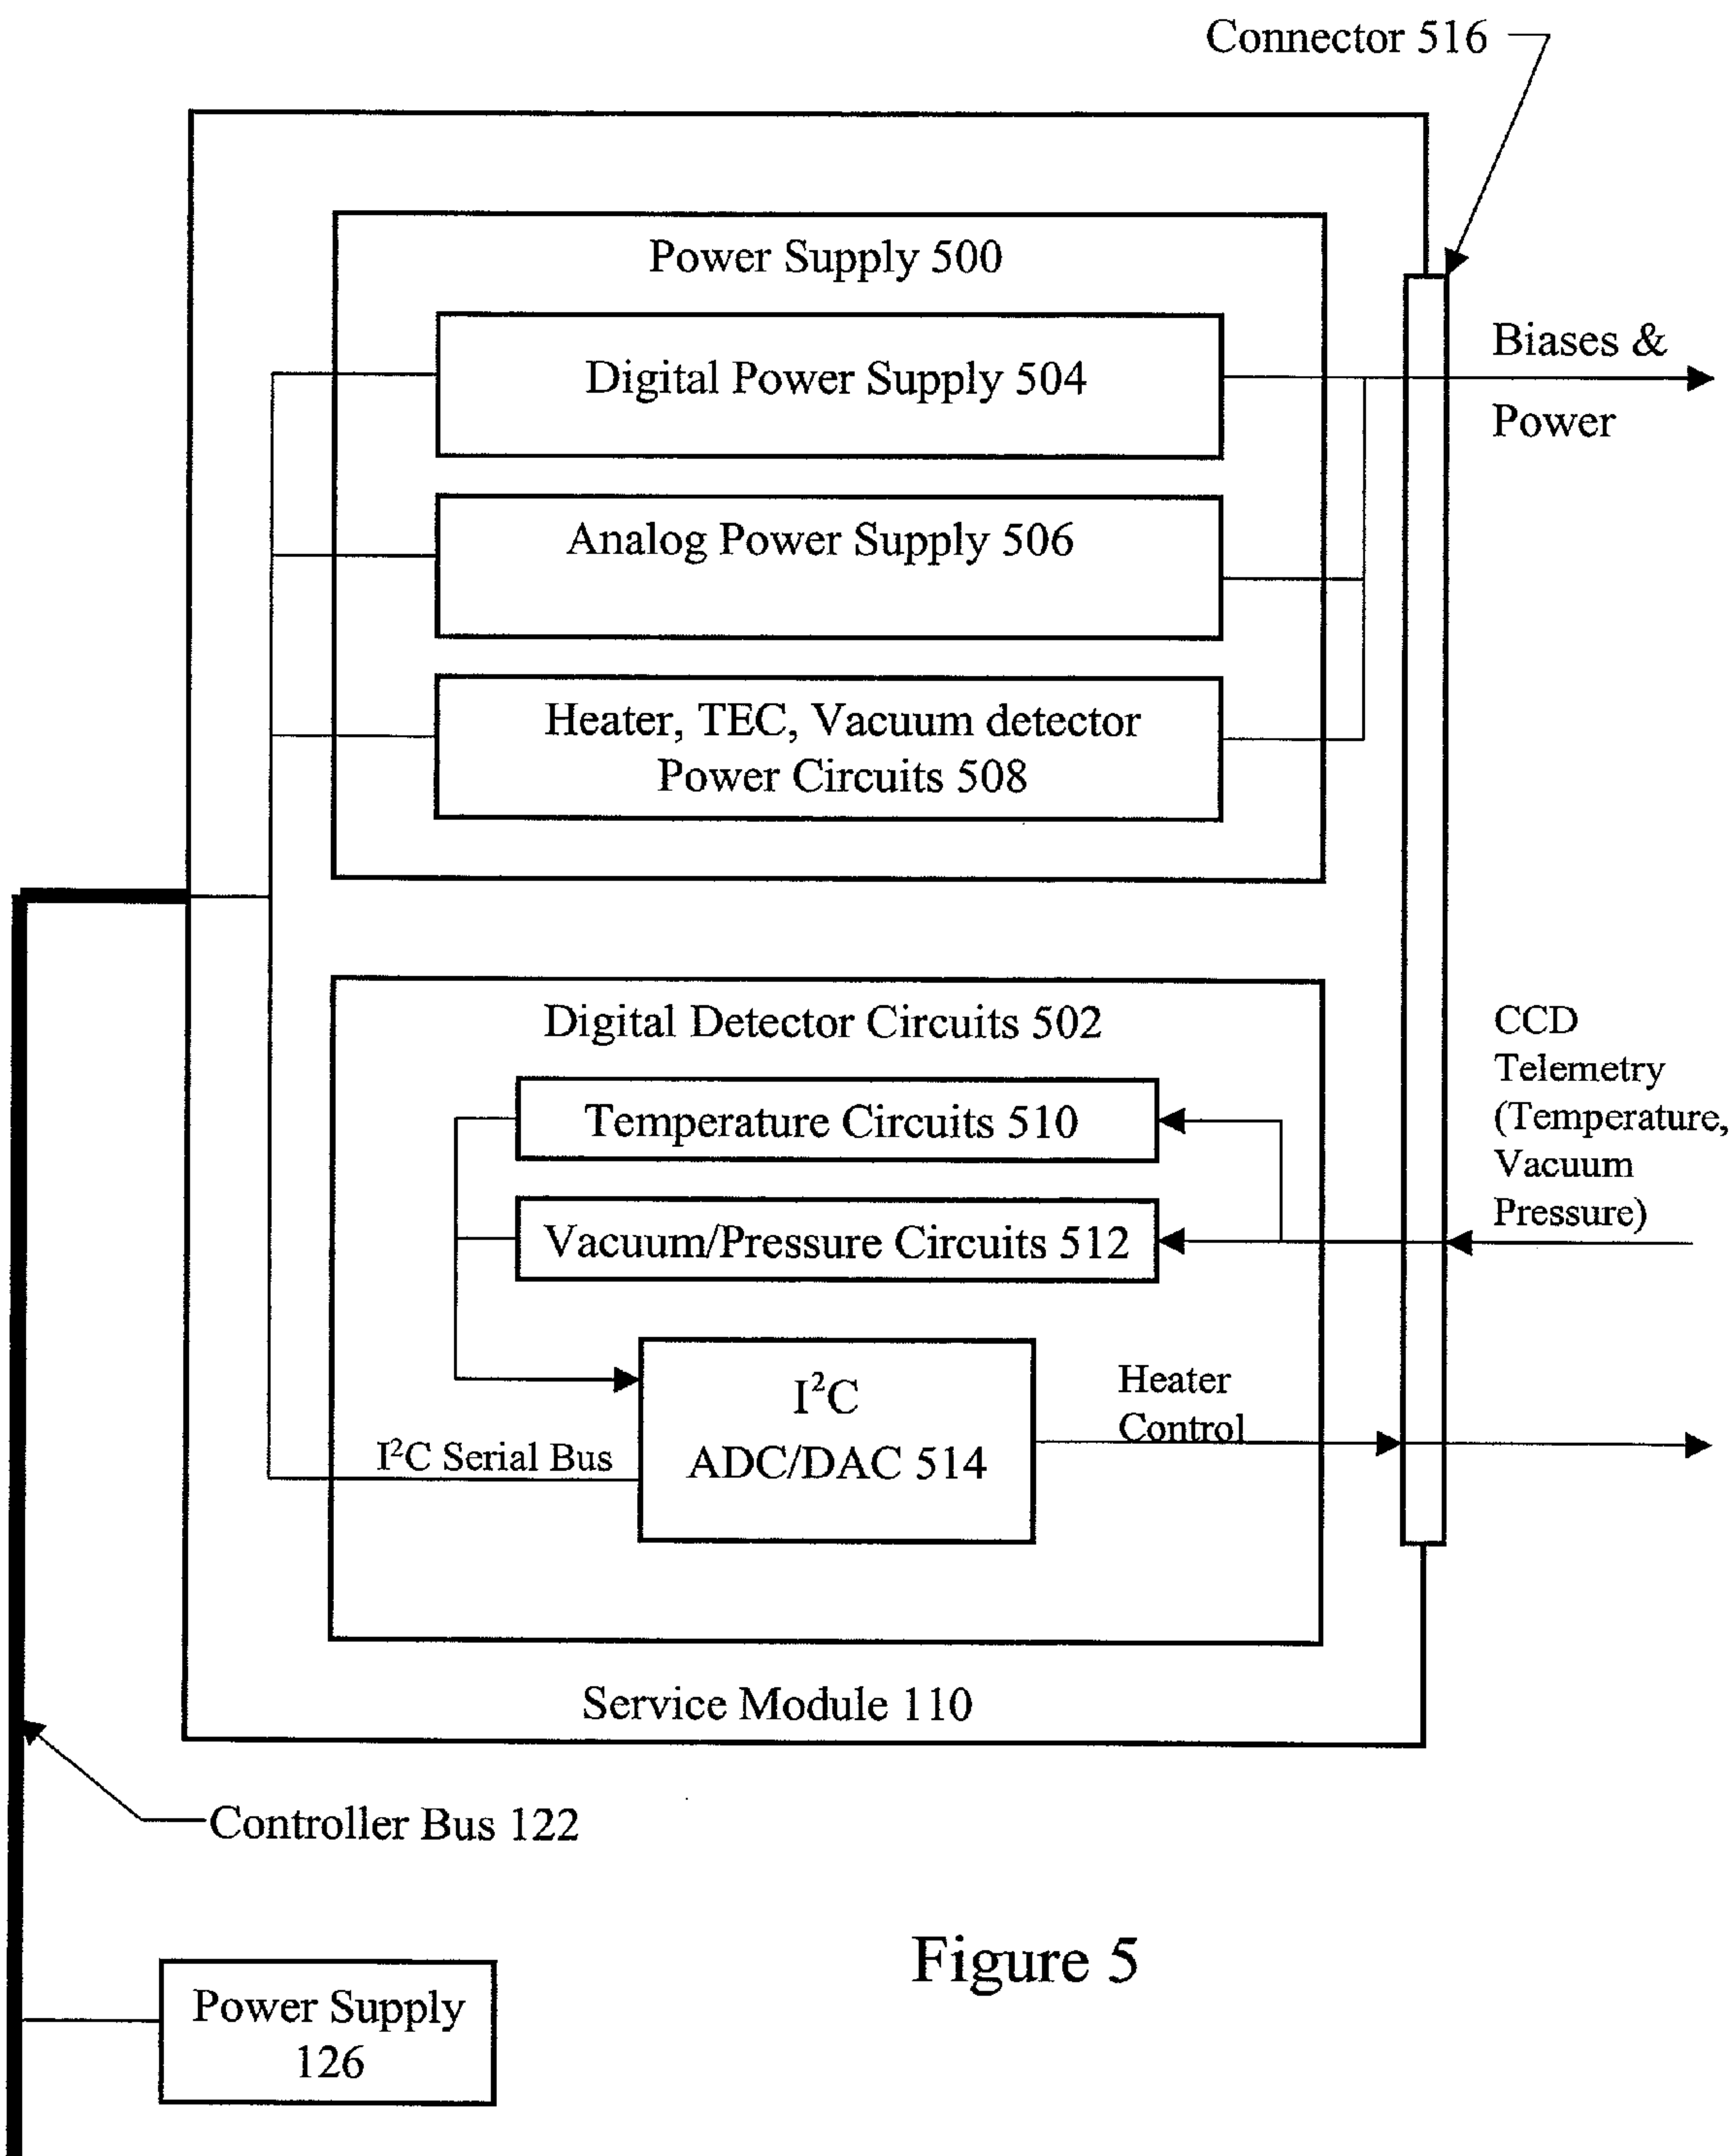 Connector 516
Power Supply 500
Digital Power Supply 504
Biases &
Power
Analog Power Supply 506
Heater, TEC, Vacuum detector
Power Circuits 508
Digital Detector Circuits 502
CCD
Telemetry
(Temperature,
Vacuum
Pressure)
Temperature Circuits 510
Vacuum/Pressure Circuits 512
I²C
ADC/DAC 514
Heater
Control
I²C Serial Bus
Service Module 110
Controller Bus 122
Figure 5
Power Supply
126